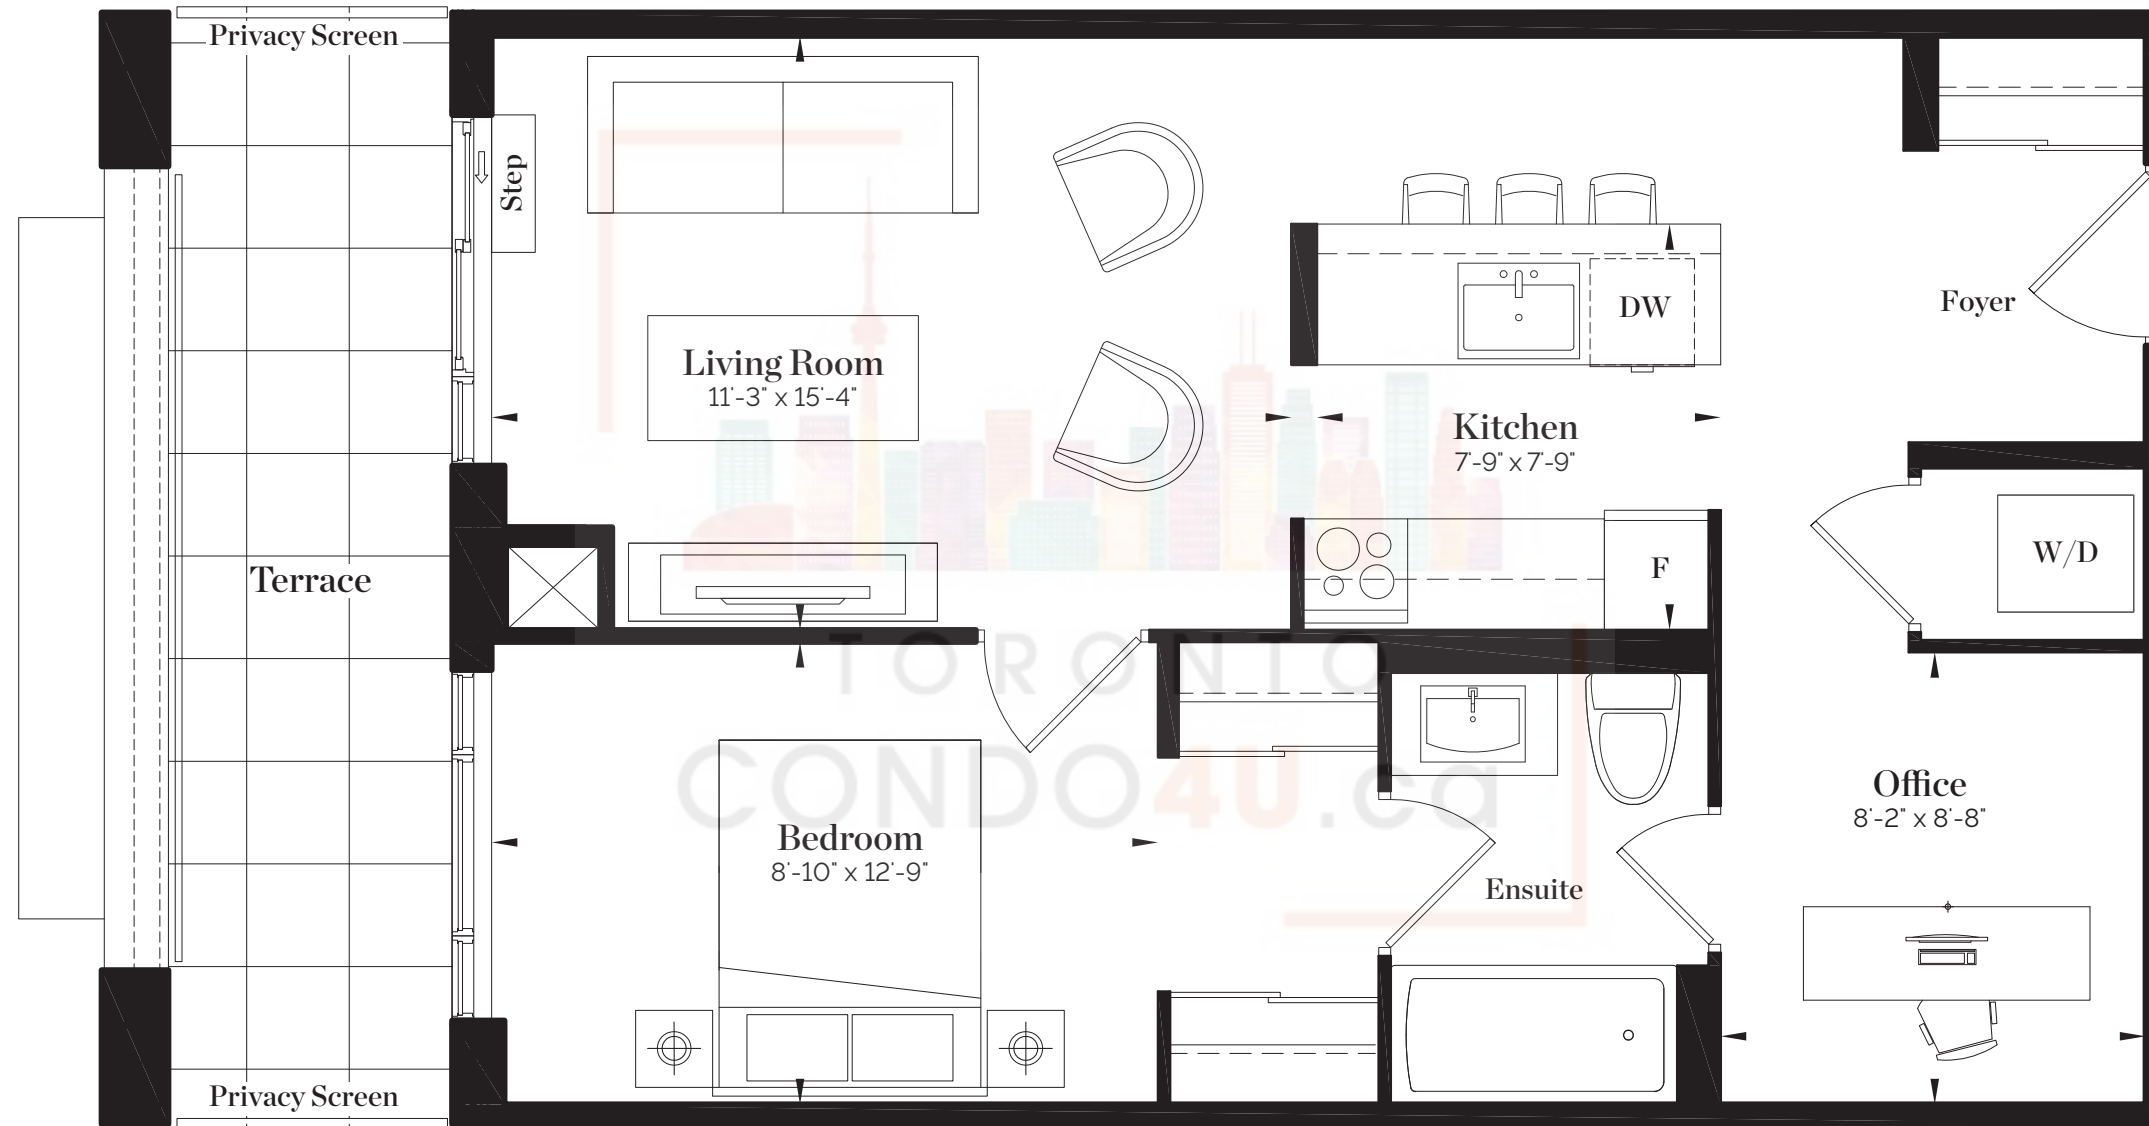 Privacy Screen
Step
Living Room
11'-3" x 15'-4"
DW
Foyer
Kitchen
7'-9" x 7'-9"
Terrace
F
W/D
TORONTO
CONDO4U.ca
Bedroom
8'-10" x 12'-9"
Ensuite
Office
8'-2" x 8'-8"
Privacy Screen